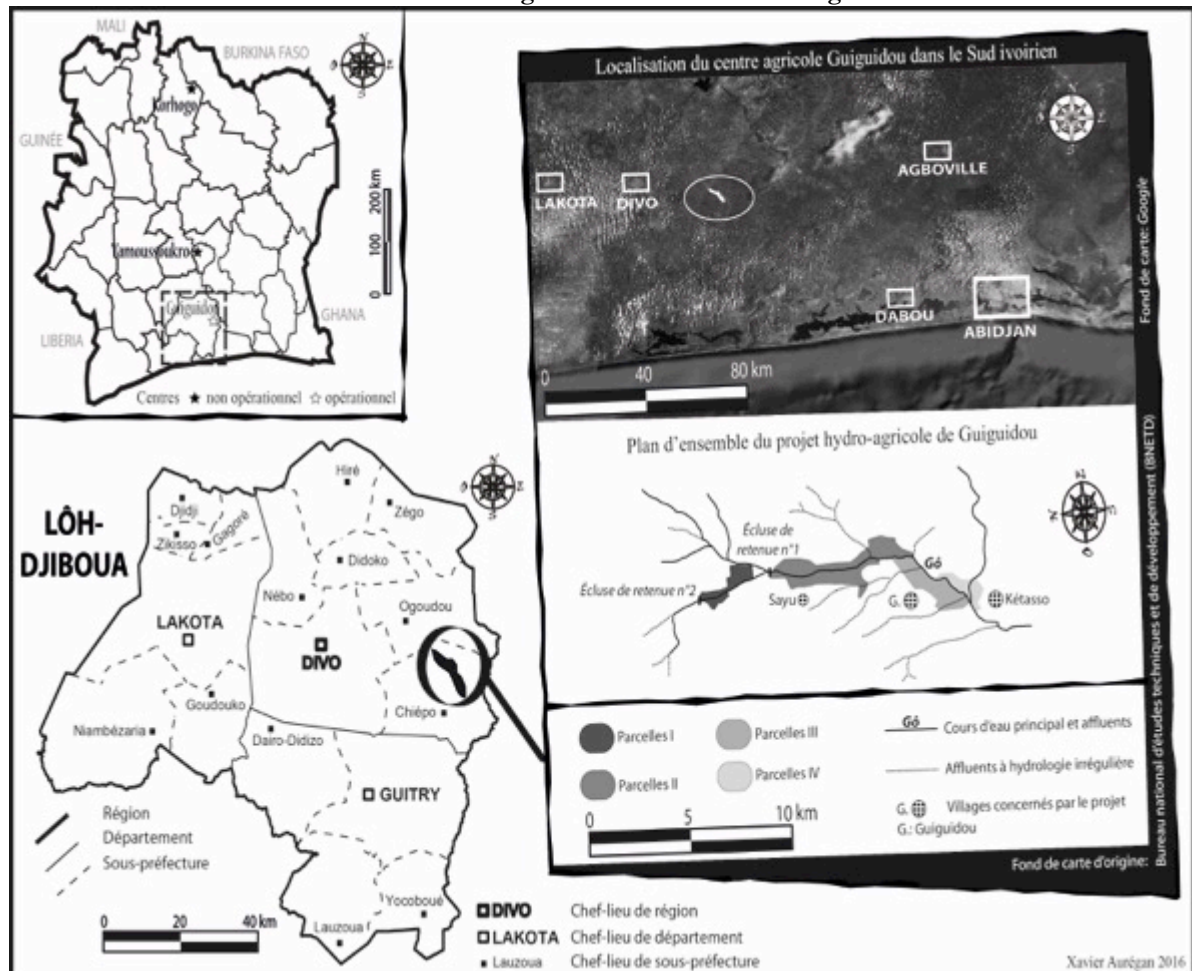 MALI
BURKINA FASO
Korhogo
GUINÉE
Yamoussoukro
Guiguidou
LIBERIA
GHANA
0 100 200 km
Centres ★ non opérationnel ☆ opérationnel
Localisation du centre agricole Guiguidou dans le Sud ivoirien
AGBOVILLE
LAKOTA
DIVO
DABOU
ABIDJAN
0 40 80 km
Fond de carte: Google
Plan d'ensemble du projet hydro-agricole de Guiguidou
Écluse de
retenue n°1
Écluse de retenue n°2
Gô
Sayu
G.
Kétasso
Parcelles I
Parcelles II
Parcelles III
Parcelles IV
0 5 10 km
Gô Cours d'eau principal et affluents
Affluents à hydrologie irrégulière
G. Villages concernés par le projet
G.: Guiguidou
Fond de carte d'origine:
Bureau national d'études techniques et de développement (BNETD)
LÔH-
DJIBOUA
Hiré
Djidji
Zégo
Zikisso
Gagoré
Didoko
Nébo
Ogoudou
LAKOTA
DIVO
Goudouko
Chiépo
Niambézaria
Dairo-Didizo
GUITRY
Yocoboué
Lauzoua
Région
Département
Sous-préfecture
0 20 40 km
DIVO Chef-lieu de région
LAKOTA Chef-lieu de département
Lauzoua Chef-lieu de sous-préfecture
Xavier Aurégan 2016